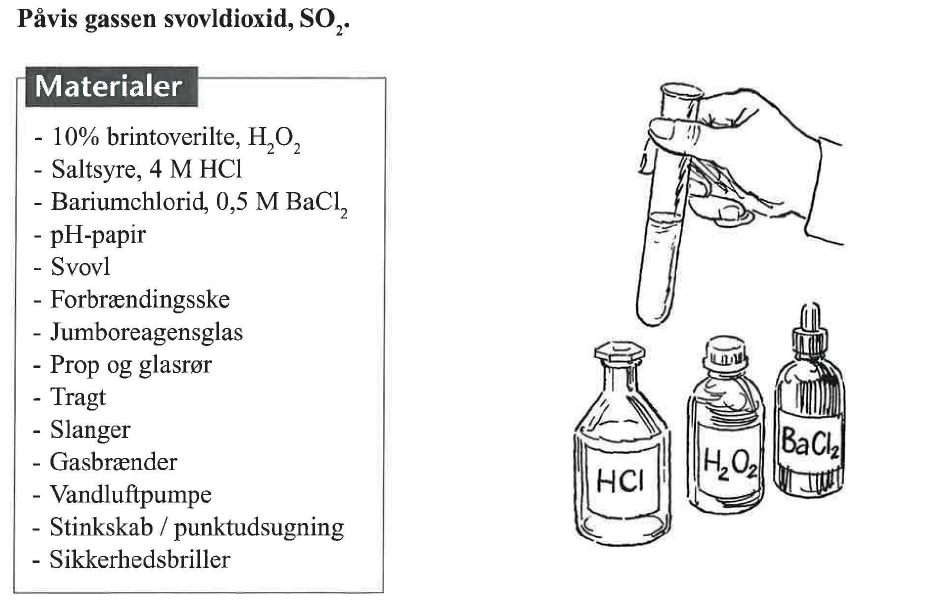 Påvis gassen svovldioxid, SO₂.
Materialer
- 10% brintoverilte, H₂O₂
- Saltsyre, 4 M HCl
- Bariumchlorid, 0,5 M BaCl₂
- pH-papir
- Svovl
- Forbrændingsske
- Jumboreagensglas
- Prop og glasrør
- Tragt
- Slanger
- Gasbrænder
- Vandluftpumpe
- Stinkskab / punktudsugning
- Sikkerhedsbriller
HCl
H₂O₂
BaCl₂